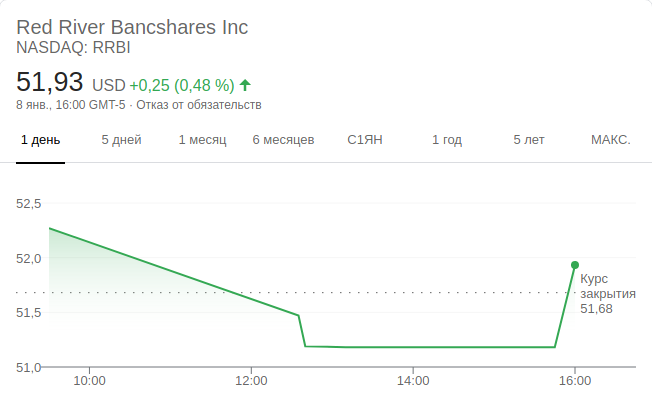 Red River Bancshares Inc
NASDAQ: RRBI
51,93 USD +0,25 (0,48 %)
8 янв., 16:00 GMT-5 · Отказ от обязательств
1 день 5 дней 1 месяц 6 месяцев С1ЯН 1 год 5 лет МАКС.
52,5
52,0
51,5
51,0
Курс
закрытия
51,68
10:00 12:00 14:00 16:00